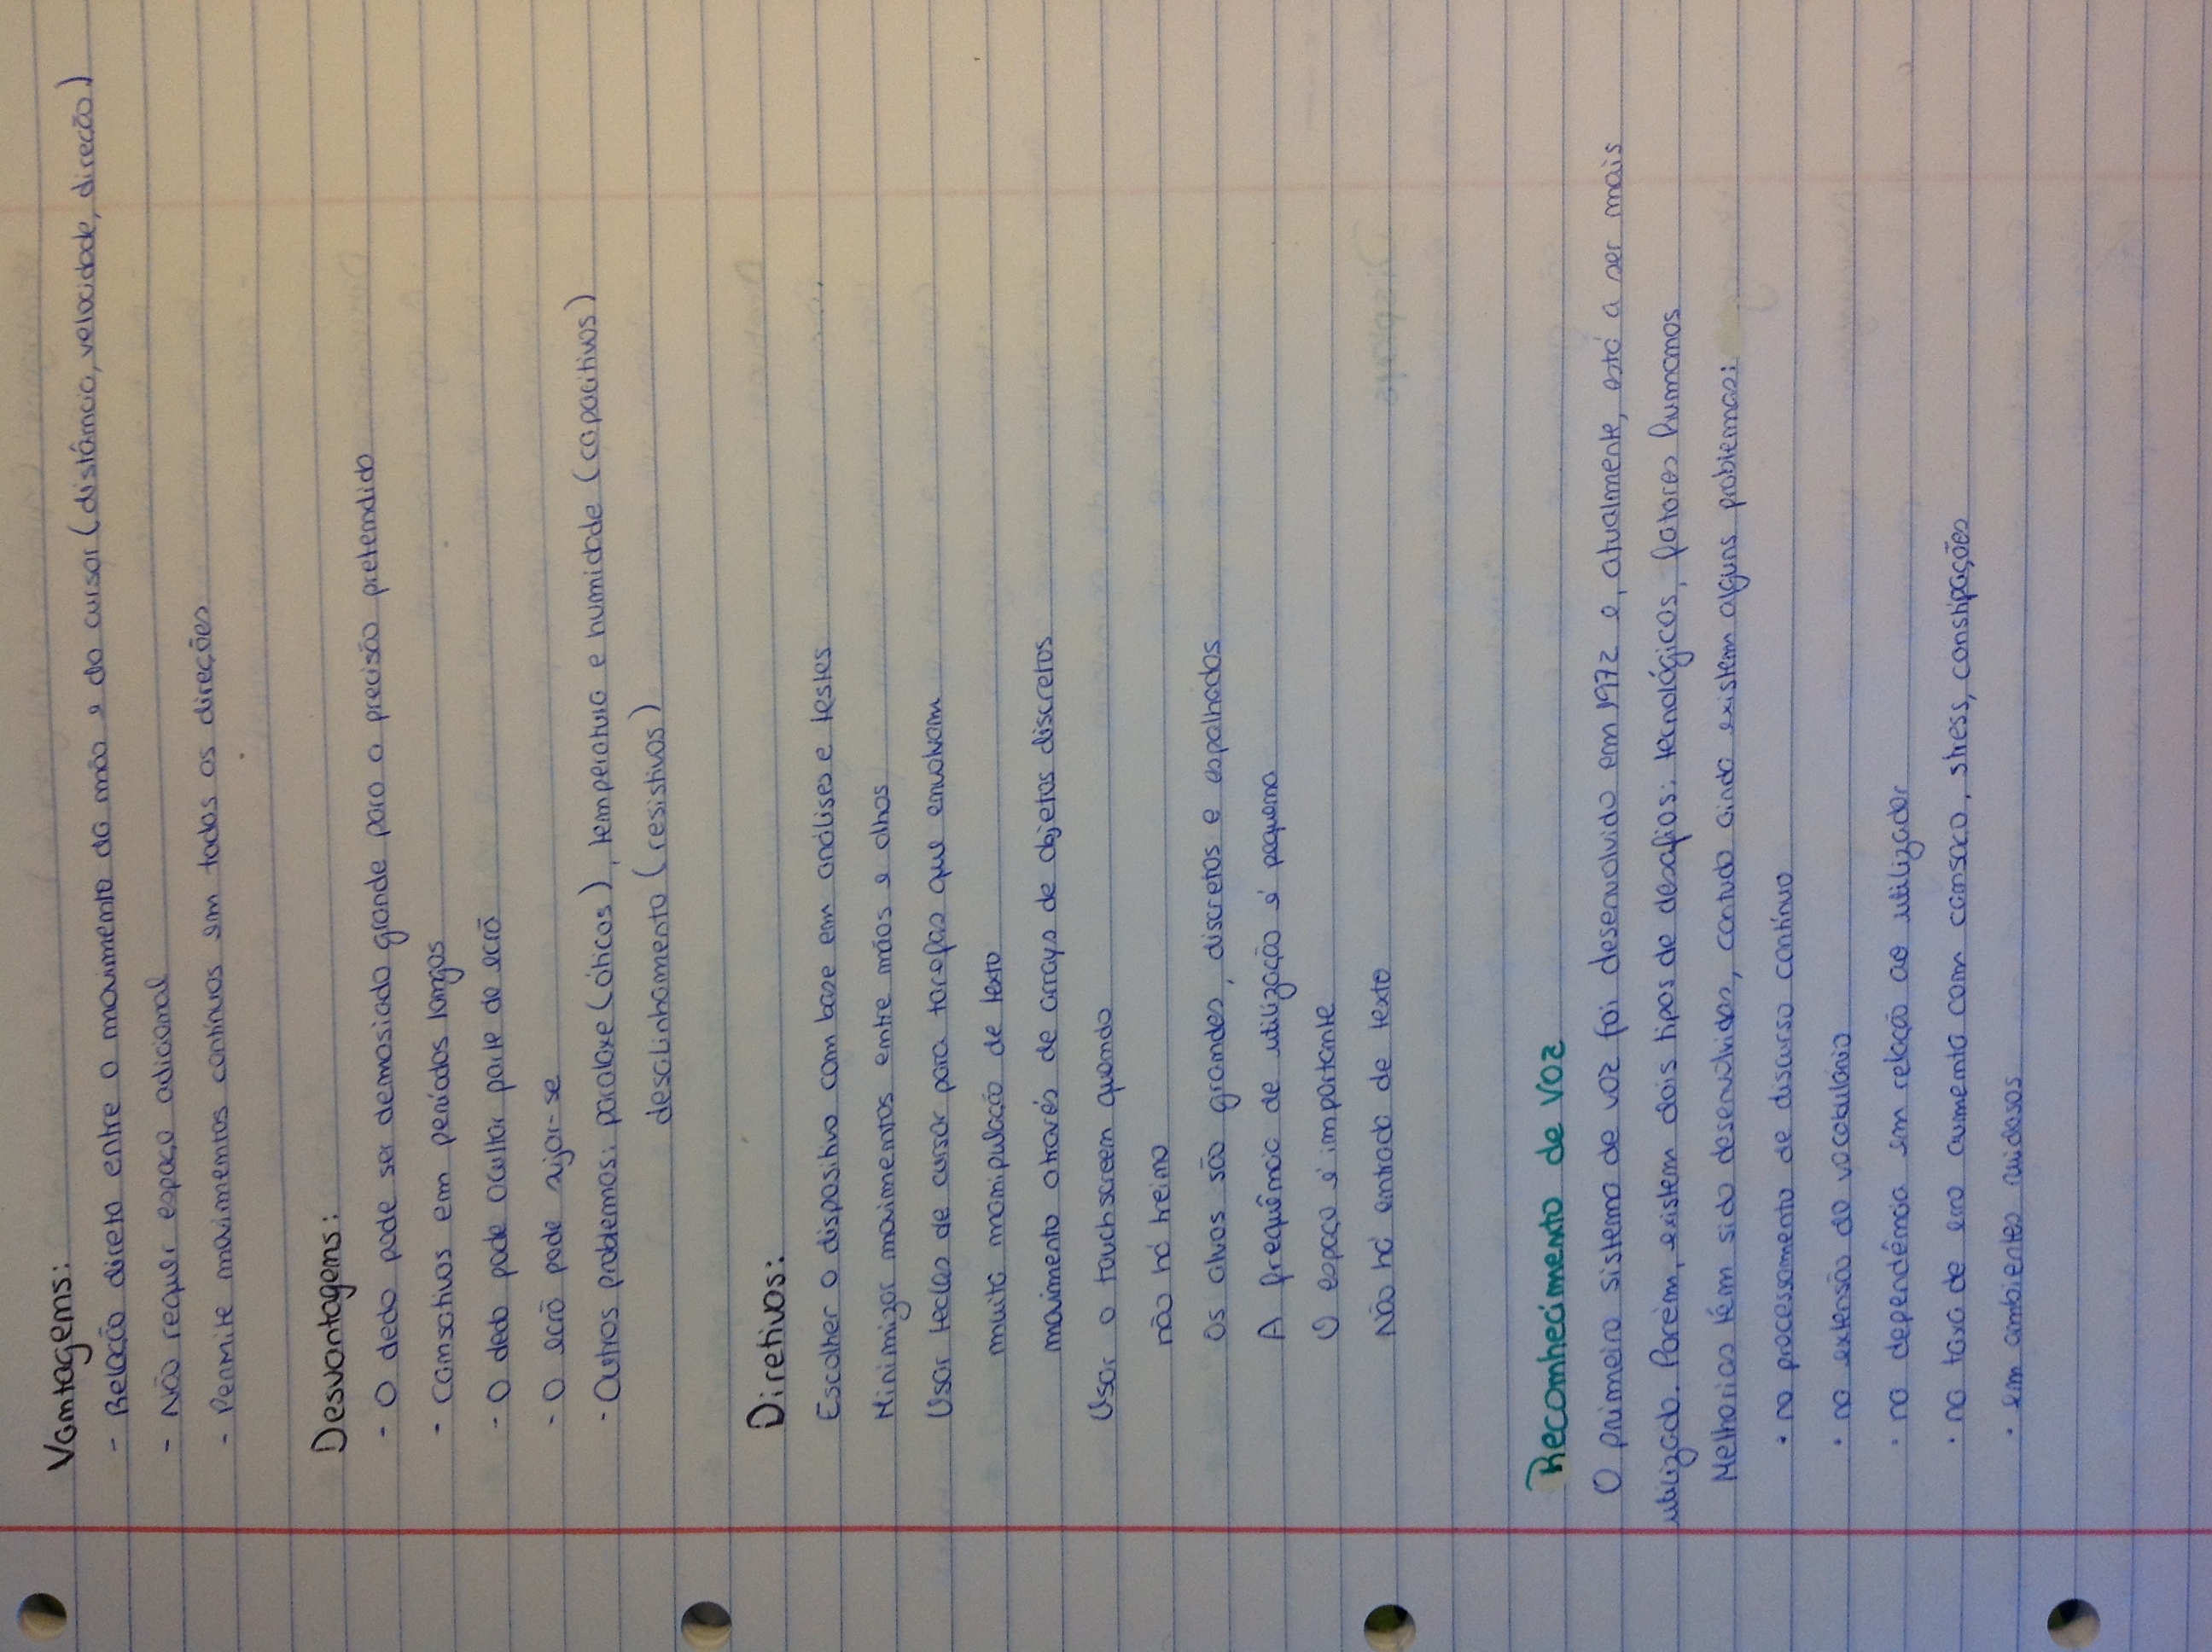 Vantagens:
- Relação direta entre o movimento da mão e do cursor (distância, velocidade, direção)
- Não requer espaço adicional
- Permite movimentos contínuos em todas as direções
Desvantagens:
- O dedo pode ser demasiado grande para a precisão pretendida
- Cansativos em períodos longos
- O dedo pode ocultar parte do ecrã
- O ecrã pode sujar-se
- Outros problemas: paralaxe (óticos), temperatura e humidade (capacitivos)
desalinhamento (resistivos)
Diretivas:
Escolher o dispositivo com base em análises e testes
Minimizar movimentos entre mãos e olhos
Usar teclas de cursor para tarefas que envolvam
muita manipulação de texto
movimento através de arrays de objetos discretos
Usar o touchscreen quando
não há treino
Os alvos são grandes, discretos e espalhados
A frequência de utilização é pequena
O espaço é importante
Não há entrada de texto
Reconhecimento de voz
O primeiro sistema de voz foi desenvolvido em 1972 e, atualmente, está a ser mais
utilizado. Porém, existem dois tipos de desafios: tecnológicos, fatores humanos
Melhorias têm sido desenvolvidas, contudo ainda existem alguns problemas:
• no processamento de discurso contínuo
• na extensão do vocabulário
• na dependência em relação ao utilizador
• na taxa de erro aumenta com cansaço, stress, constipações
• em ambientes ruidosos